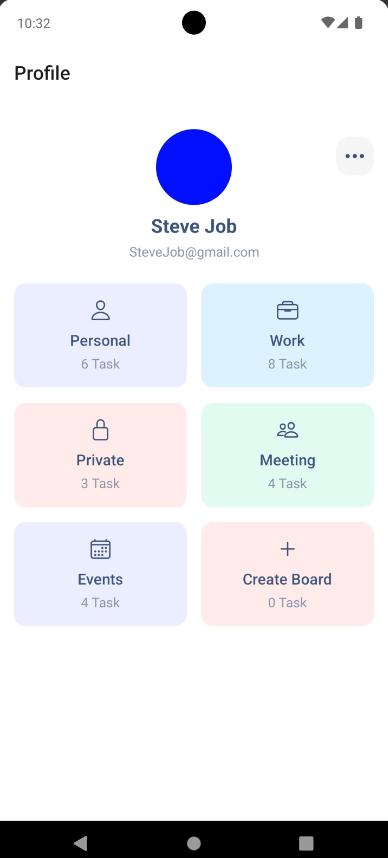 10:32
Profile
Steve Job
SteveJob@gmail.com
Personal
6 Task
Work
8 Task
Private
3 Task
Meeting
4 Task
Events
4 Task
Create Board
0 Task